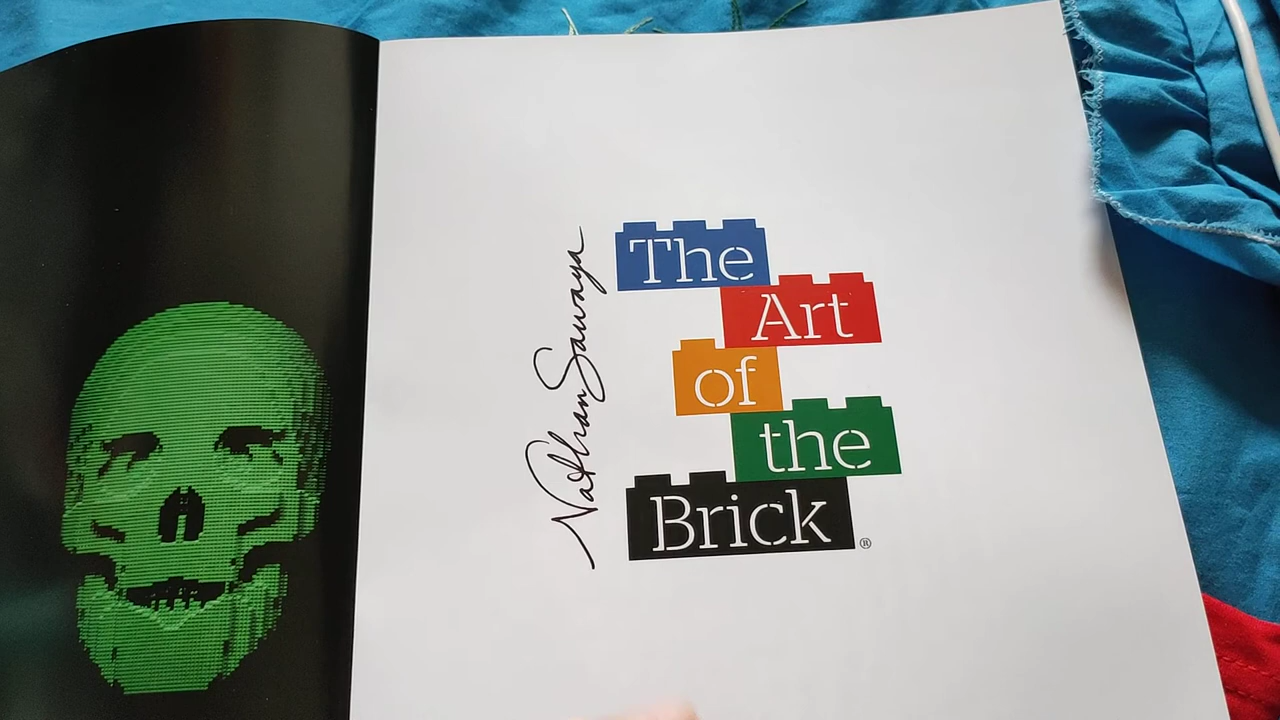 Nathan Sawaya
The
Art
of
the
Brick
®